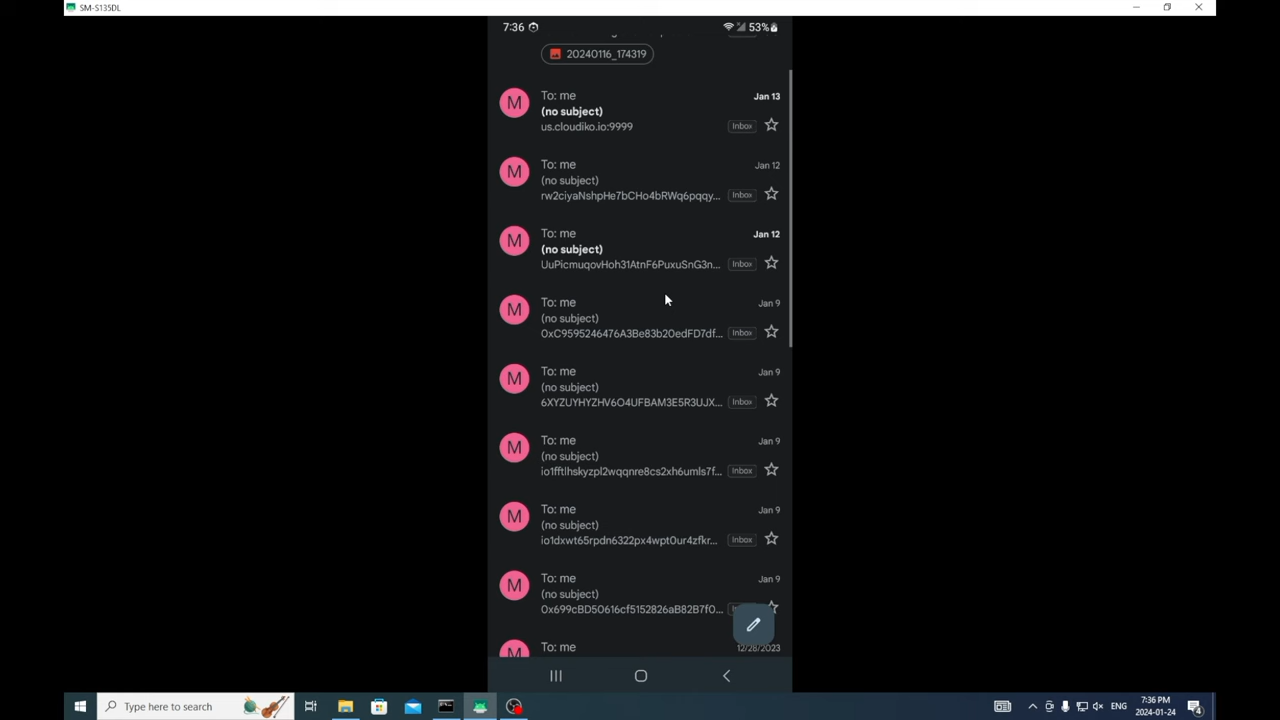 SM-S135DL
7:36
53%
20240116_174319
M
To: me
Jan 13
(no subject)
us.cloudiko.io:9999
Inbox
M
To: me
Jan 12
(no subject)
rw2ciyaNshpHe7bCHo4bRWq6pqqy...
Inbox
M
To: me
Jan 12
(no subject)
UuPicmuqovHoh31AtnF6PuxuSnG3n...
Inbox
M
To: me
Jan 9
(no subject)
0xC9595246476A3Be83b20edFD7df...
Inbox
M
To: me
Jan 9
(no subject)
6XYZUYHYZHV6O4UFBAM3E5R3UJX...
Inbox
M
To: me
Jan 9
(no subject)
io1fftlhskyzpl2wqqnre8cs2xh6umls7f...
Inbox
M
To: me
Jan 9
(no subject)
io1dxwt65rpdn6322px4wpt0ur4zfkr...
Inbox
M
To: me
Jan 9
(no subject)
0x699cBD50616cf5152826aB82B7f0...
M
To: me
12/28/2023
Type here to search
ENG
7:36 PM
2024-01-24
4